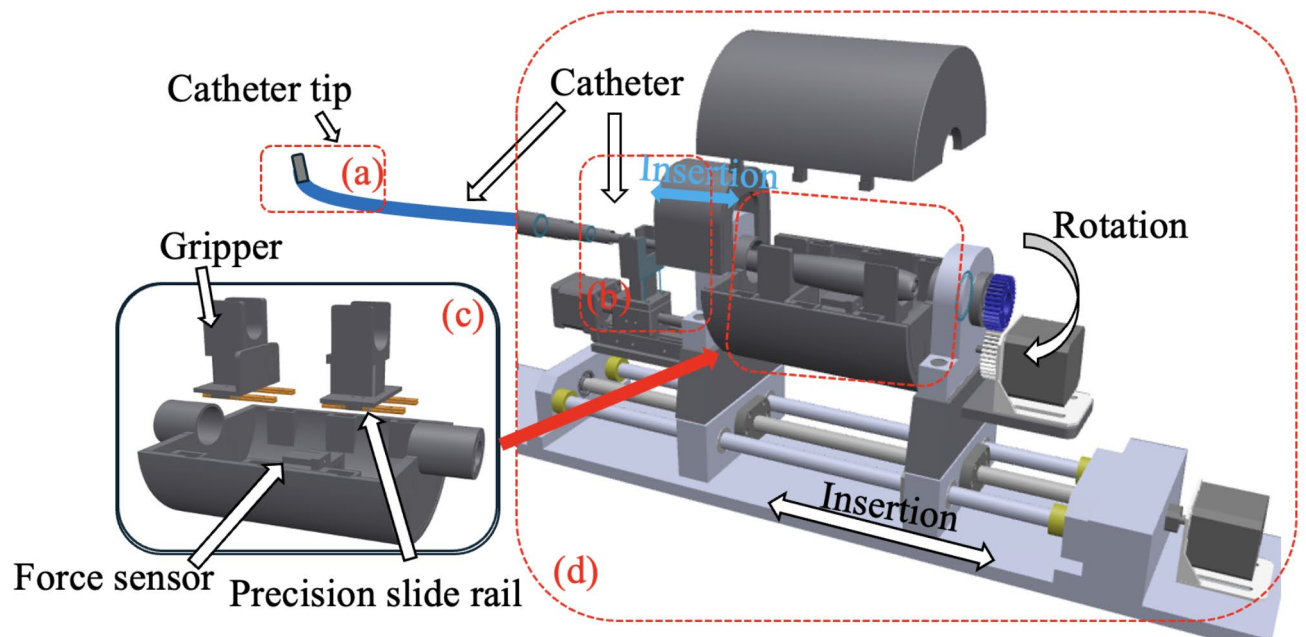 Catheter tip
Catheter
(a)
Insertion
Rotation
Gripper
(b)
(c)
Insertion
Force sensor
Precision slide rail
(d)